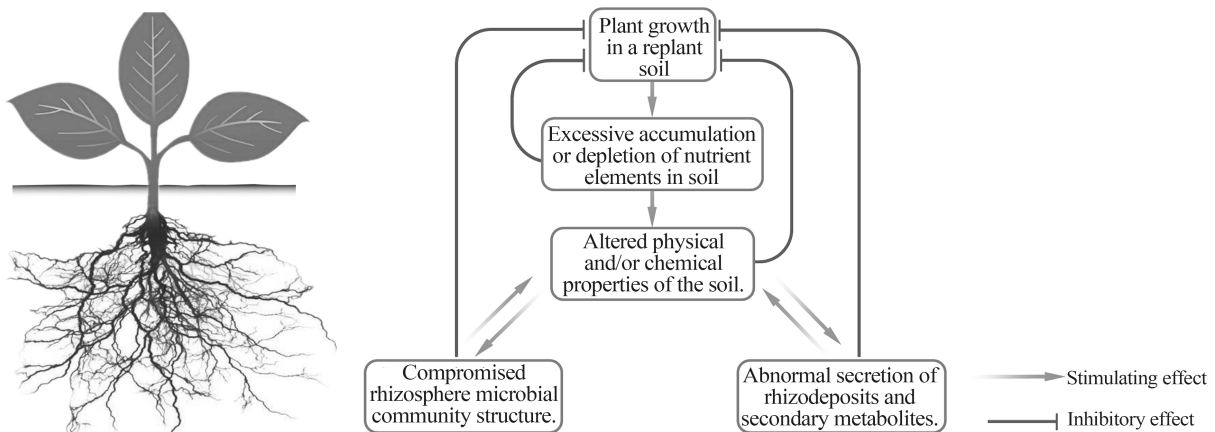 Plant growth
in a replant
soil
Excessive accumulation
or depletion of nutrient
elements in soil
Altered physical
and/or chemical
properties of the soil.
Compromised
rhizosphere microbial
community structure.
Abnormal secretion of
rhizodeposits and
secondary metabolites.
Stimulating effect
Inhibitory effect